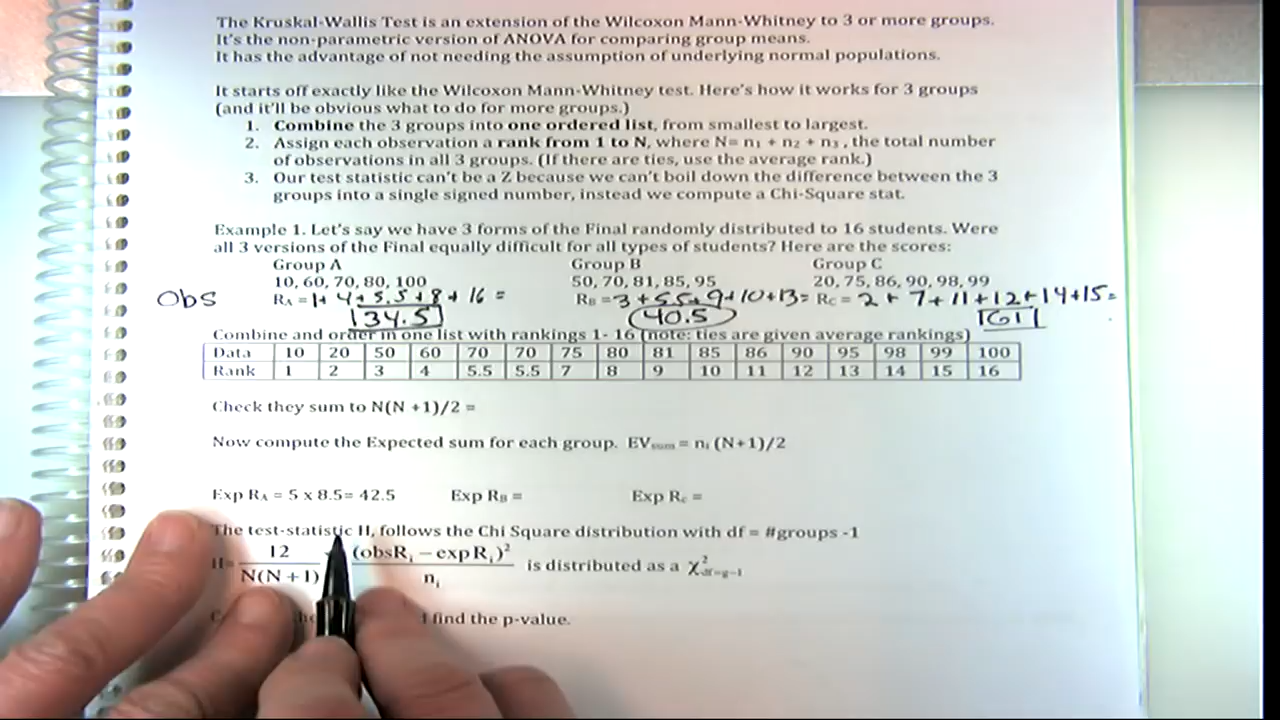 The Kruskal-Wallis Test is an extension of the Wilcoxon Mann-Whitney to 3 or more groups.
It's the non-parametric version of ANOVA for comparing group means.
It has the advantage of not needing the assumption of underlying normal populations.
It starts off exactly like the Wilcoxon Mann-Whitney test. Here's how it works for 3 groups
(and it'll be obvious what to do for more groups.)
1. Combine the 3 groups into one ordered list, from smallest to largest.
2. Assign each observation a rank from 1 to N, where N= n₁ + n₂ + n₃ , the total number
of observations in all 3 groups. (If there are ties, use the average rank.)
3. Our test statistic can't be a Z because we can't boil down the difference between the 3
groups into a single signed number, instead we compute a Chi-Square stat.
Example 1. Let's say we have 3 forms of the Final randomly distributed to 16 students. Were
all 3 versions of the Final equally difficult for all types of students? Here are the scores:
Group A Group B Group C
10, 60, 70, 80, 100 50, 70, 81, 85, 95 20, 75, 86, 90, 98, 99
Obs R_A = 1+ 4+5.5+8+ 16 = R_B = 3+5.5+9+10+13= R_C = 2+ 7+11+12+14+15=
34.5 40.5 61
Combine and order in one list with rankings 1- 16 (note: ties are given average rankings)
Data 10 20 50 60 70 70 75 80 81 85 86 90 95 98 99 100
Rank 1 2 3 4 5.5 5.5 7 8 9 10 11 12 13 14 15 16
Check they sum to N(N +1)/2 =
Now compute the Expected sum for each group. EV_sum = nᵢ (N+1)/2
Exp R_A = 5 x 8.5= 42.5 Exp R_B = Exp R_c =
The test-statistic H, follows the Chi Square distribution with df = #groups -1
H= 12 / N(N+1) (obsRᵢ − expRᵢ)² / nᵢ is distributed as a χ²_df=g−1
find the p-value.